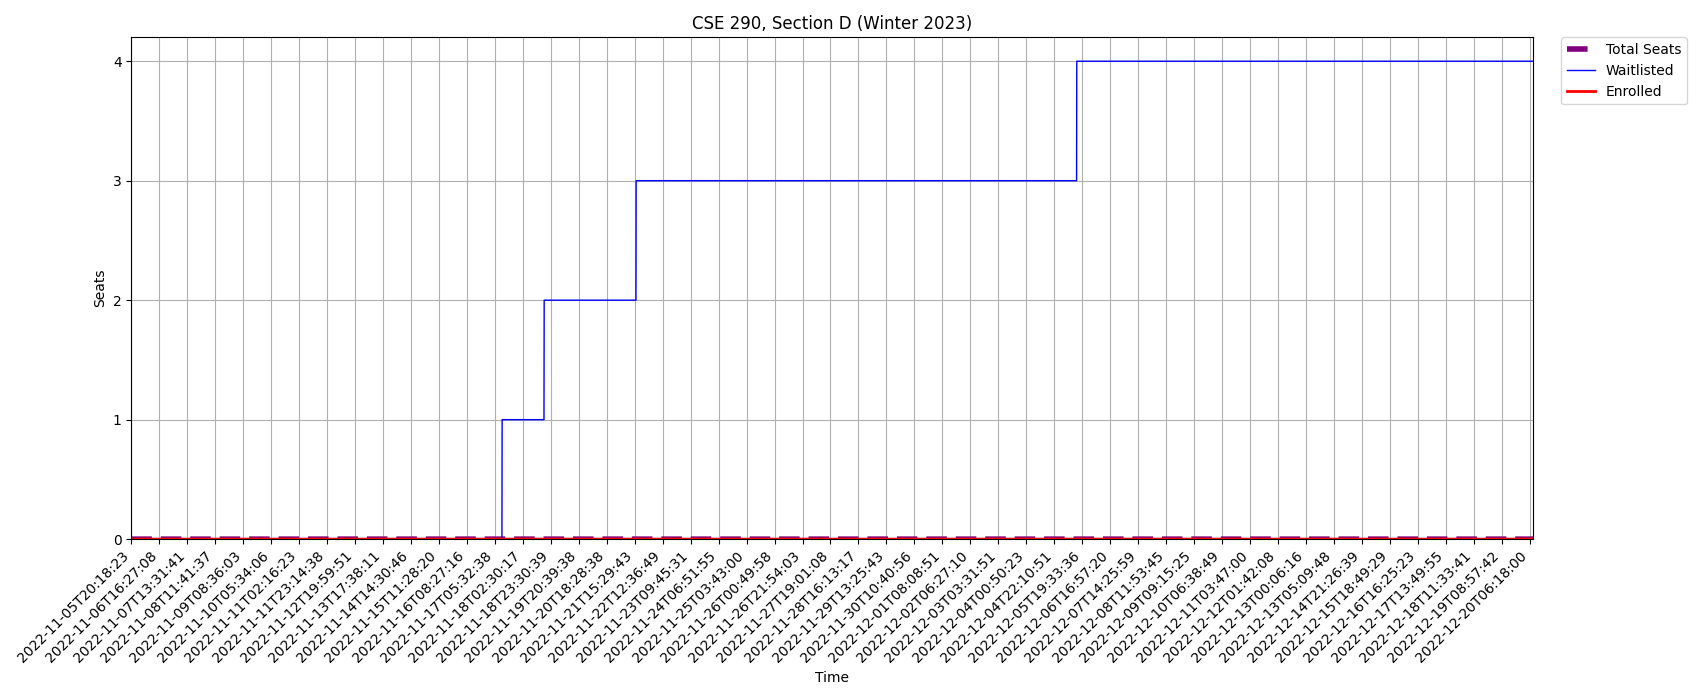 CSE 290, Section D (Winter 2023)
Total Seats
Waitlisted
Enrolled
4
3
2
1
0
Seats
2022-11-05T20:18:23
2022-11-06T16:27:08
2022-11-07T13:31:41
2022-11-08T11:41:37
2022-11-09T08:36:03
2022-11-10T05:34:06
2022-11-11T02:16:23
2022-11-11T23:14:38
2022-11-12T19:59:51
2022-11-13T17:38:11
2022-11-14T14:30:46
2022-11-15T11:28:20
2022-11-16T08:27:16
2022-11-17T05:32:38
2022-11-18T02:30:17
2022-11-18T23:30:39
2022-11-19T20:39:38
2022-11-20T18:28:38
2022-11-21T15:29:43
2022-11-22T12:36:49
2022-11-23T09:45:31
2022-11-24T06:51:55
2022-11-25T03:43:00
2022-11-26T00:49:58
2022-11-26T21:54:03
2022-11-27T19:01:08
2022-11-28T16:13:17
2022-11-29T13:25:43
2022-11-30T10:40:56
2022-12-01T08:08:51
2022-12-02T06:27:10
2022-12-03T03:31:51
2022-12-04T00:50:23
2022-12-04T22:10:51
2022-12-05T19:33:36
2022-12-06T16:57:20
2022-12-07T14:25:59
2022-12-08T11:53:45
2022-12-09T09:15:25
2022-12-10T06:38:49
2022-12-11T03:47:00
2022-12-12T01:42:08
2022-12-13T00:06:16
2022-12-13T05:09:48
2022-12-14T21:26:39
2022-12-15T18:49:29
2022-12-16T16:25:23
2022-12-17T13:49:55
2022-12-18T11:33:41
2022-12-19T08:57:42
2022-12-20T06:18:00
Time